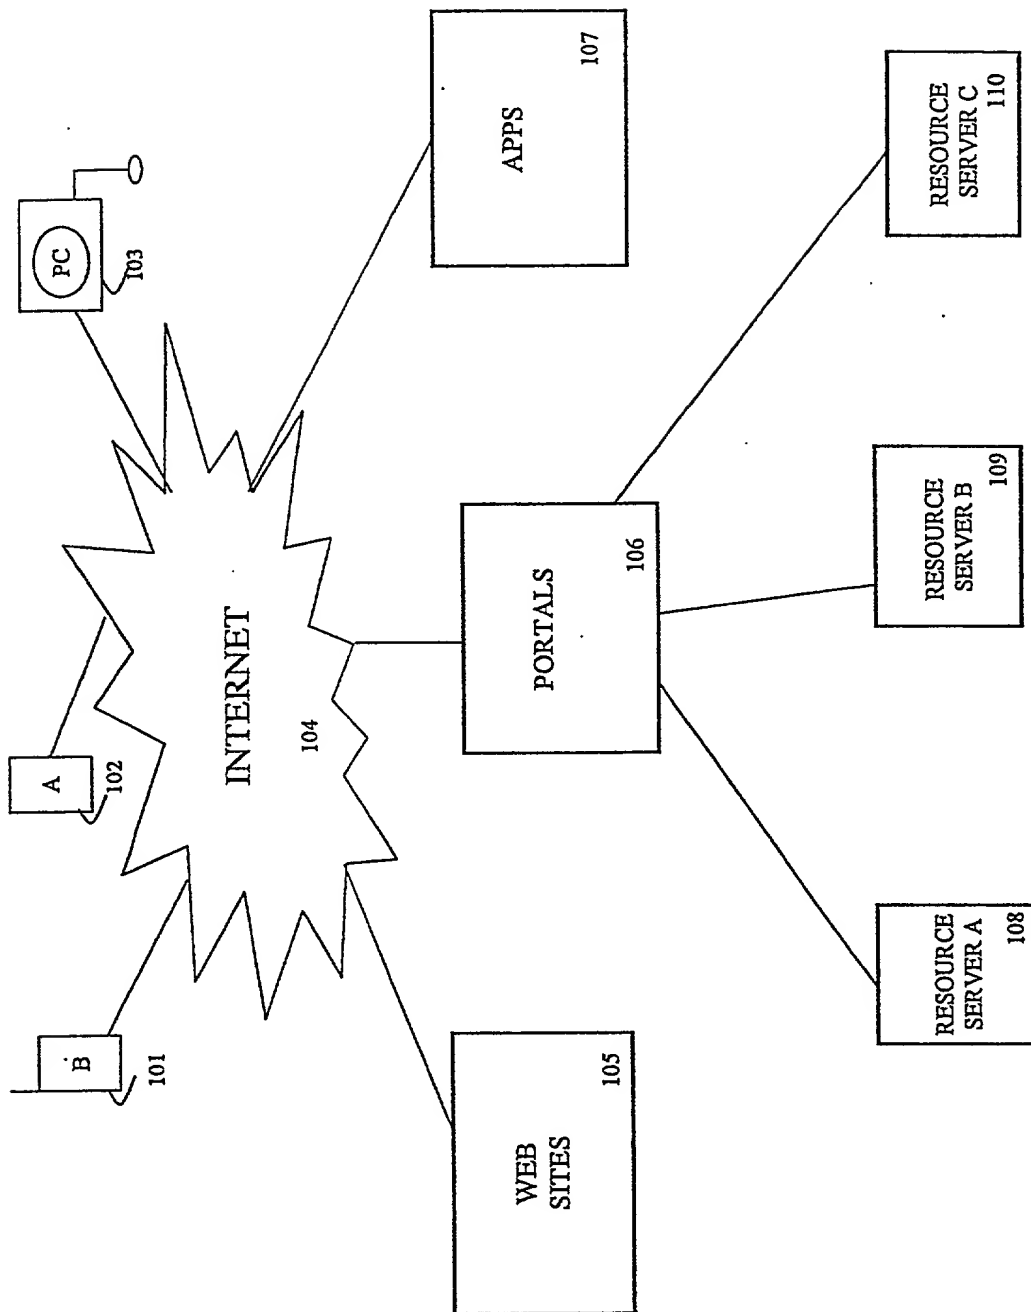 B
101
A
102
PC
103
INTERNET
104
WEB
SITES
105
PORTALS
106
APPS
107
RESOURCE
SERVER A
108
RESOURCE
SERVER B
109
RESOURCE
SERVER C
110